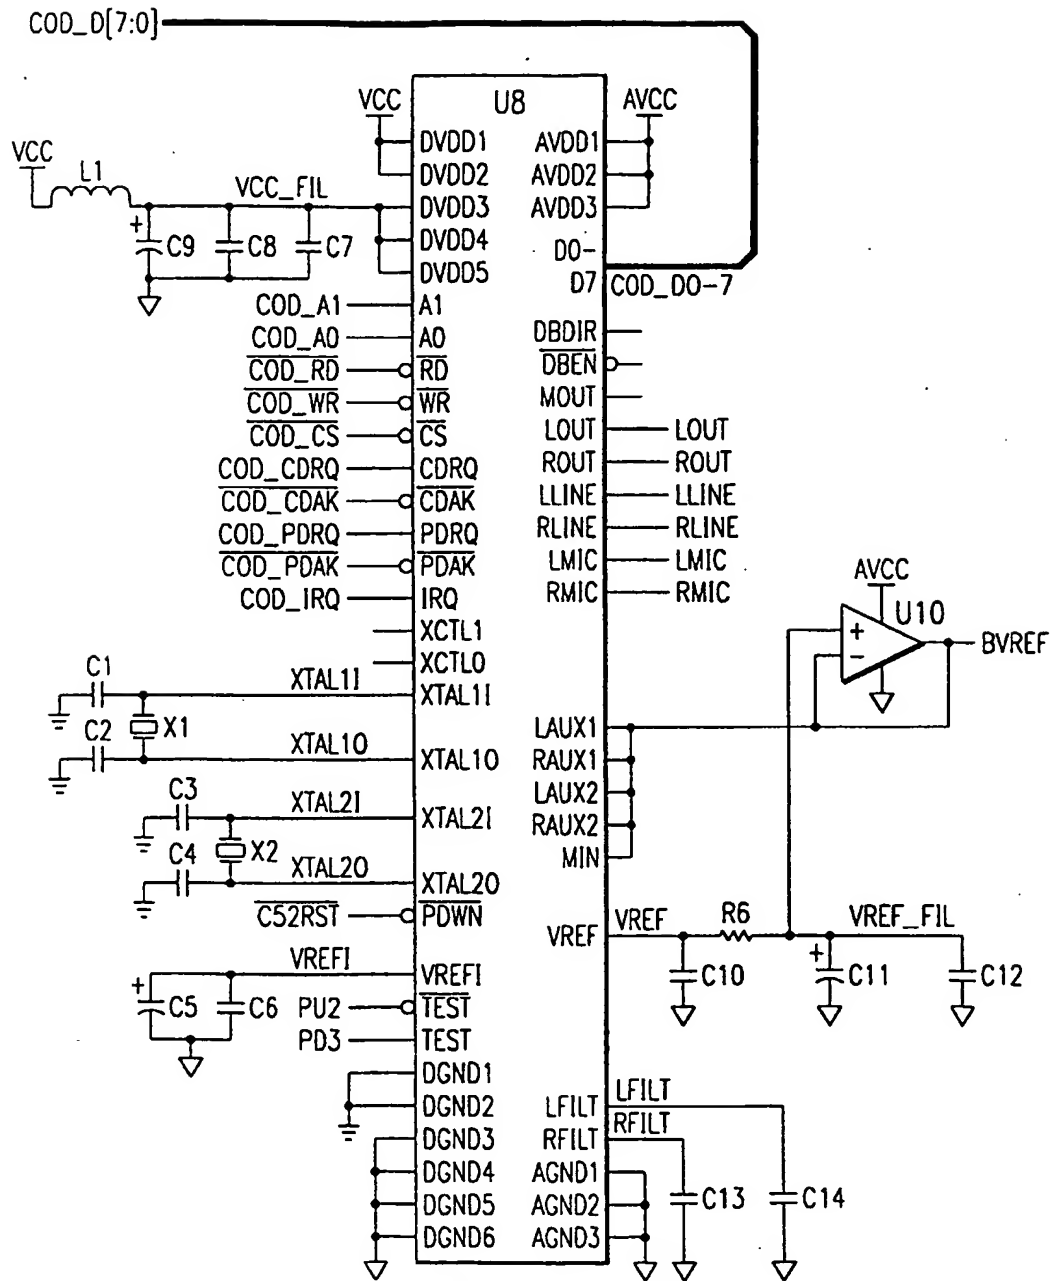 COD_D[7:0]
U8
VCC
AVCC
DVDD1
AVDD1
VCC
L1
DVDD2
AVDD2
VCC_FIL
DVDD3
AVDD3
C9
C8
C7
DVDD4
D0-
DVDD5
D7
COD_D0-7
COD_A1
A1
COD_A0
A0
DBDIR
COD_RD
RD
DBEN
COD_WR
WR
MOUT
COD_CS
CS
LOUT
LOUT
COD_CDRQ
CDRQ
ROUT
ROUT
COD_CDAK
CDAK
LLINE
LLINE
COD_PDRQ
PDRQ
RLINE
RLINE
COD_PDAK
PDAK
LMIC
LMIC
COD_IRQ
IRQ
RMIC
RMIC
AVCC
U10
XCTL1
+
−
BVREF
XCTL0
C1
XTAL1I
XTAL1I
X1
C2
XTAL1O
XTAL1O
LAUX1
RAUX1
C3
XTAL2I
XTAL2I
LAUX2
RAUX2
X2
C4
XTAL2O
XTAL2O
MIN
C52RST
PDWN
VREF
VREF
R6
VREF_FIL
VREFI
VREFI
C10
+
C11
C12
+
C5
C6
PU2
TEST
PD3
TEST
DGND1
DGND2
LFILT
LFILT
DGND3
RFILT
RFILT
DGND4
AGND1
DGND5
AGND2
C13
C14
DGND6
AGND3
+